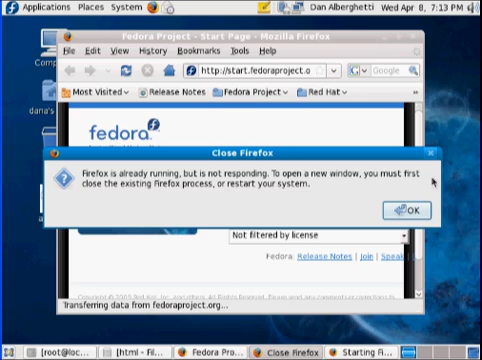 Applications Places System Dan Alberghetti Wed Apr 8, 7:13 PM
Fedora Project - Start Page - Mozilla Firefox
File Edit View History Bookmarks Tools Help
http://start.fedoraproject.o Google
Most Visited Release Notes Fedora Project Red Hat
Comp
dana's
fedora
Close Firefox
Firefox is already running, but is not responding. To open a new window, you must first
close the existing Firefox process, or restart your system.
OK
Not filtered by license
Fedora Release Notes | Join | Speak
Transferring data from fedoraproject.org...
[root@loc... [html - Fil... Fedora Pro... Close Firefox Starting Fi...